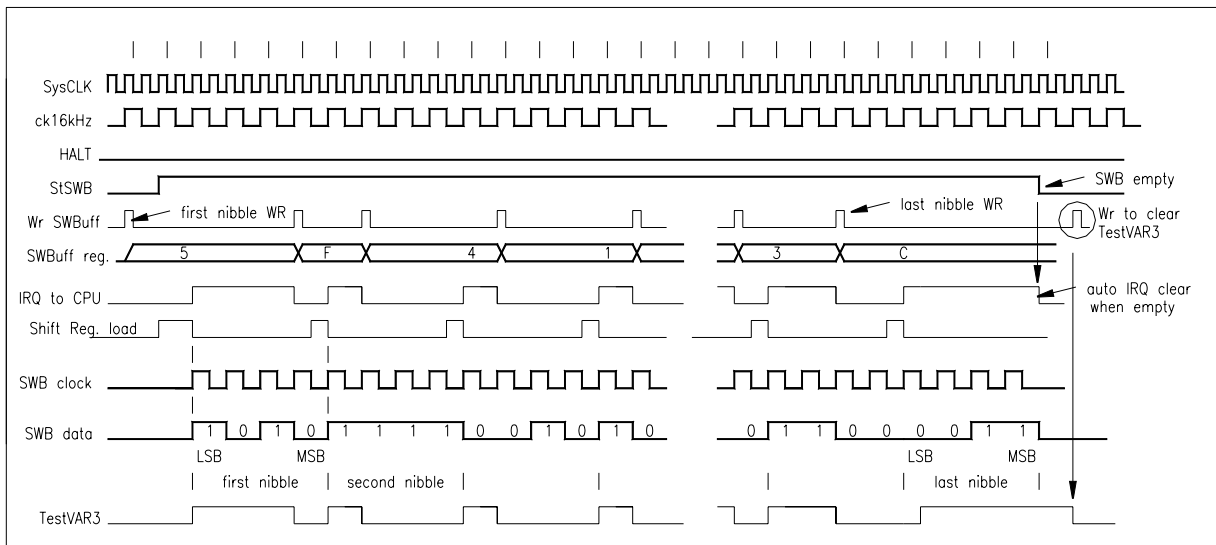 SysCLK
ck16kHz
HALT
StSWB
SWB empty
Wr SWBuff
first nibble WR
last nibble WR
Wr to clear
TestVAR3
SWBuff reg.
5 F 4 1 3 C
IRQ to CPU
auto IRQ clear
when empty
Shift Reg. load
SWB clock
SWB data
1 0 1 0 1 1 1 1 0 0 1 0 1 0 0 1 1 0 0 0 0 1 1
LSB MSB LSB MSB
first nibble second nibble last nibble
TestVAR3